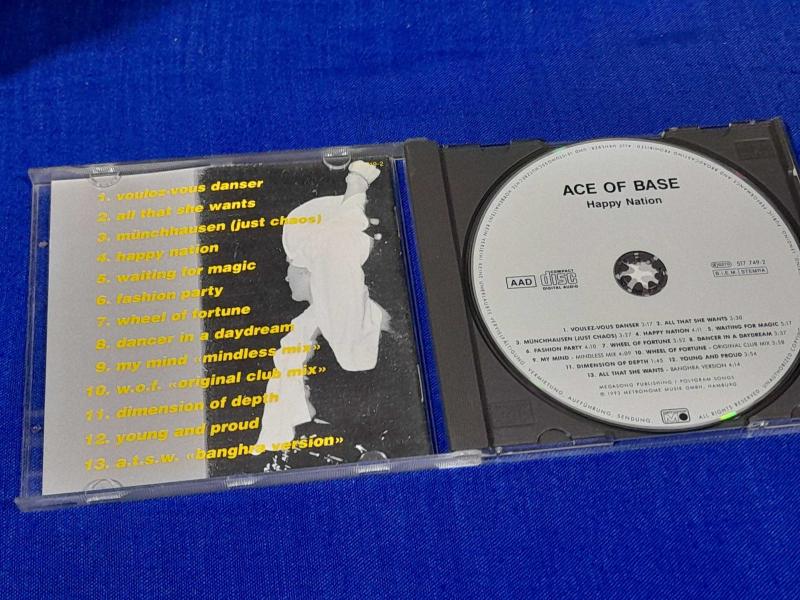 749-2
1. voulez-vous danser
2. all that she wants
3. münchhausen (just chaos)
4. happy nation
5. waiting for magic
6. fashion party
7. wheel of fortune
8. dancer in a daydream
9. my mind «mindless mix»
10. w.o.f. «original club mix»
11. dimension of depth
12. young and proud
13. a.t.s.w. «banghra version»
ACE OF BASE
Happy Nation
AAD
COMPACT
disc
DIGITAL AUDIO
517 749-2
B.I.E.M. STEMRA
1. VOULEZ-VOUS DANSER 3:17 2. ALL THAT SHE WANTS 3:30
3. MÜNCHHAUSEN (JUST CHAOS) 3:27 4. HAPPY NATION 4:11 5. WAITING FOR MAGIC 5:17
6. FASHION PARTY 4:10 7. WHEEL OF FORTUNE 3:52 8. DANCER IN A DAYDREAM 3:37
9. MY MIND - MINDLESS MIX 4:09 10. WHEEL OF FORTUNE - ORIGINAL CLUB MIX 3:58
11. DIMENSION OF DEPTH 1:45 12. YOUNG AND PROUD 3:54
13. ALL THAT SHE WANTS - BANGHRA VERSION 4:14
MEGASONG PUBLISHING / POLYGRAM SONGS
© 1993 METRONOME MUSIK GMBH, HAMBURG
VERMIETUNG, AUFFÜHRUNG, SENDUNG.
M
ALL RIGHTS RESERVED.